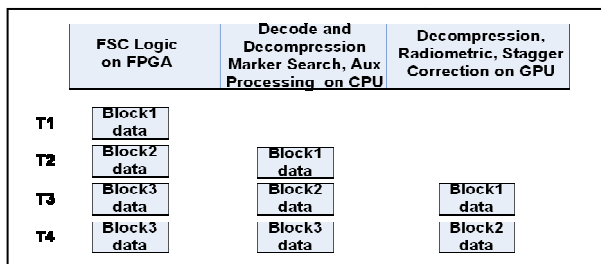 FSC Logic
on FPGA
Decode and
Decompression
Marker Search, Aux
Processing on CPU
Decompression,
Radiometric, Stagger
Correction on GPU
T1
Block1
data
T2
Block2
data
Block1
data
T3
Block3
data
Block2
data
Block1
data
T4
Block3
data
Block3
data
Block2
data